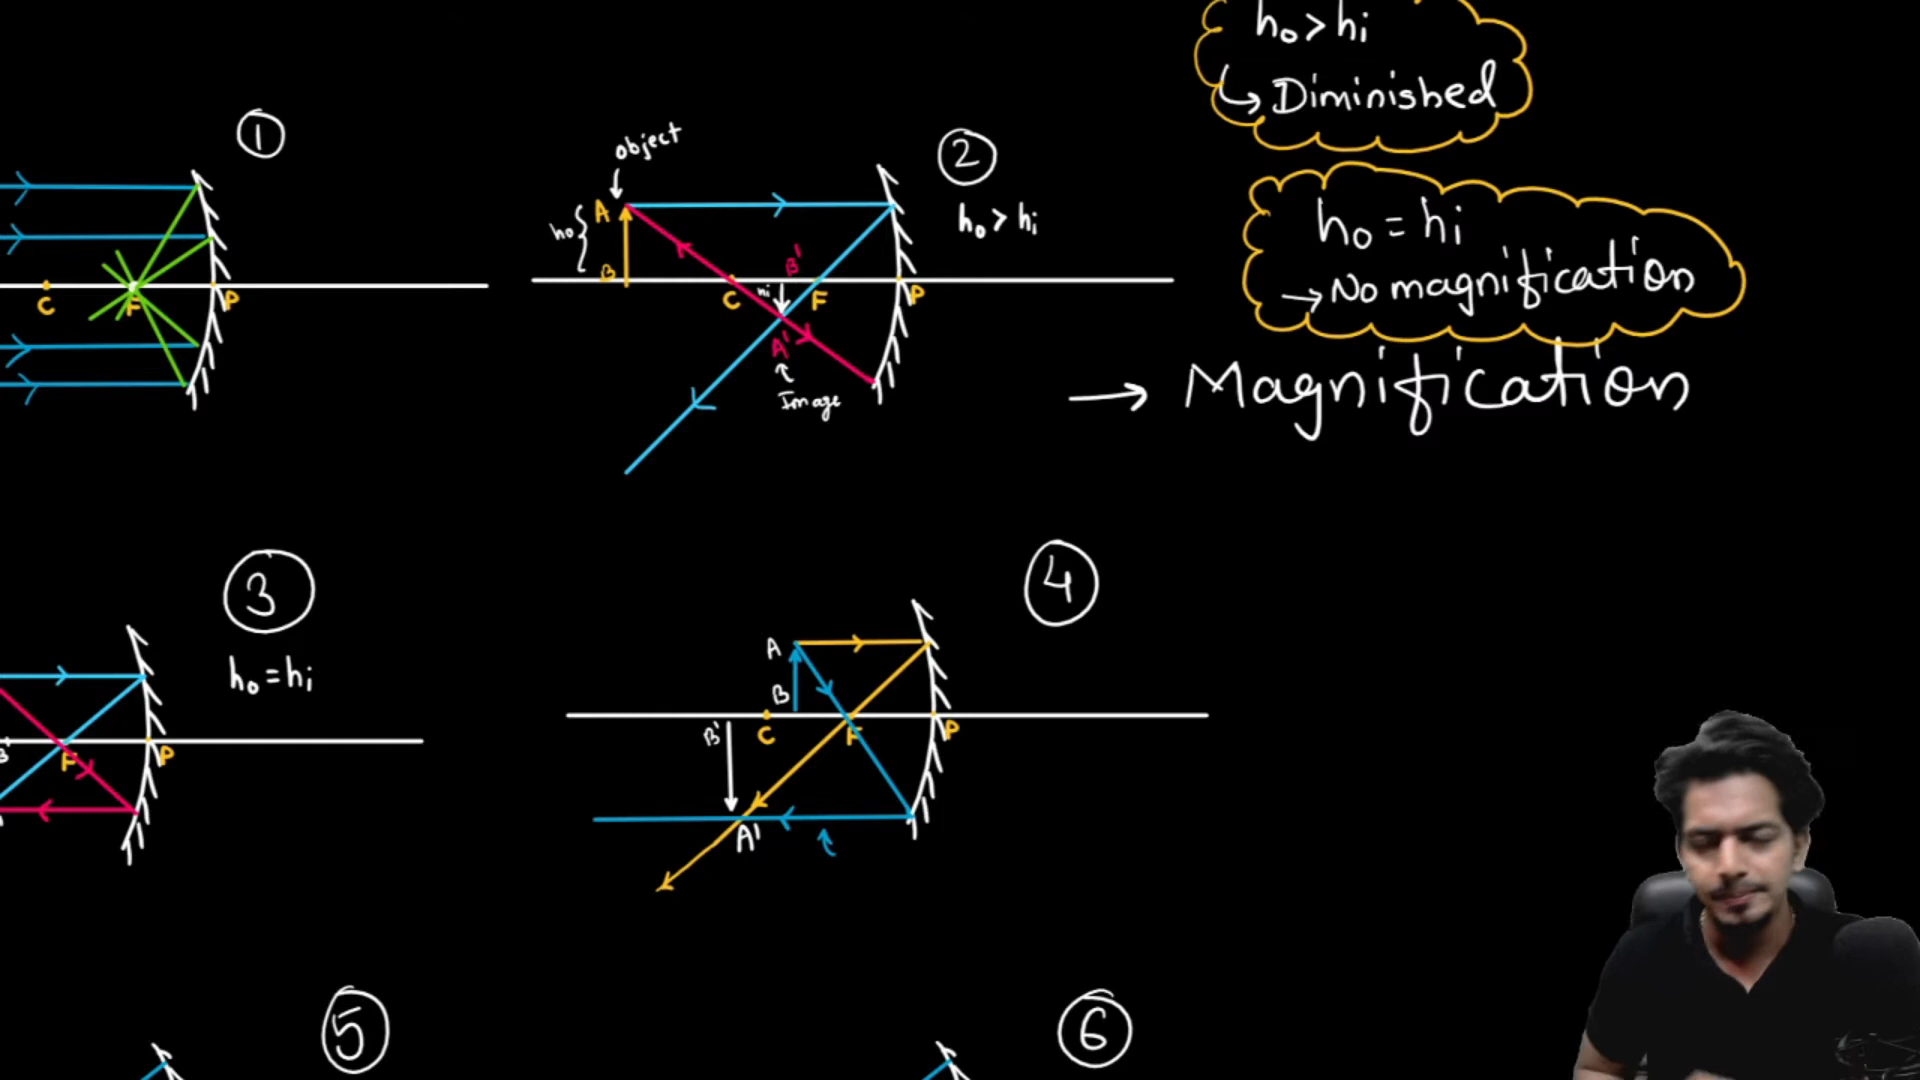 ho > hi
↳ Diminished
ho = hi
→ No magnification
→ Magnification
①
C
F
P
②
object
ho > hi
A
ho
B
B'
hi
C
F
P
A'
Image
③
ho = hi
B'
F
P
④
A
B
B'
C
F
P
A'
⑤
⑥